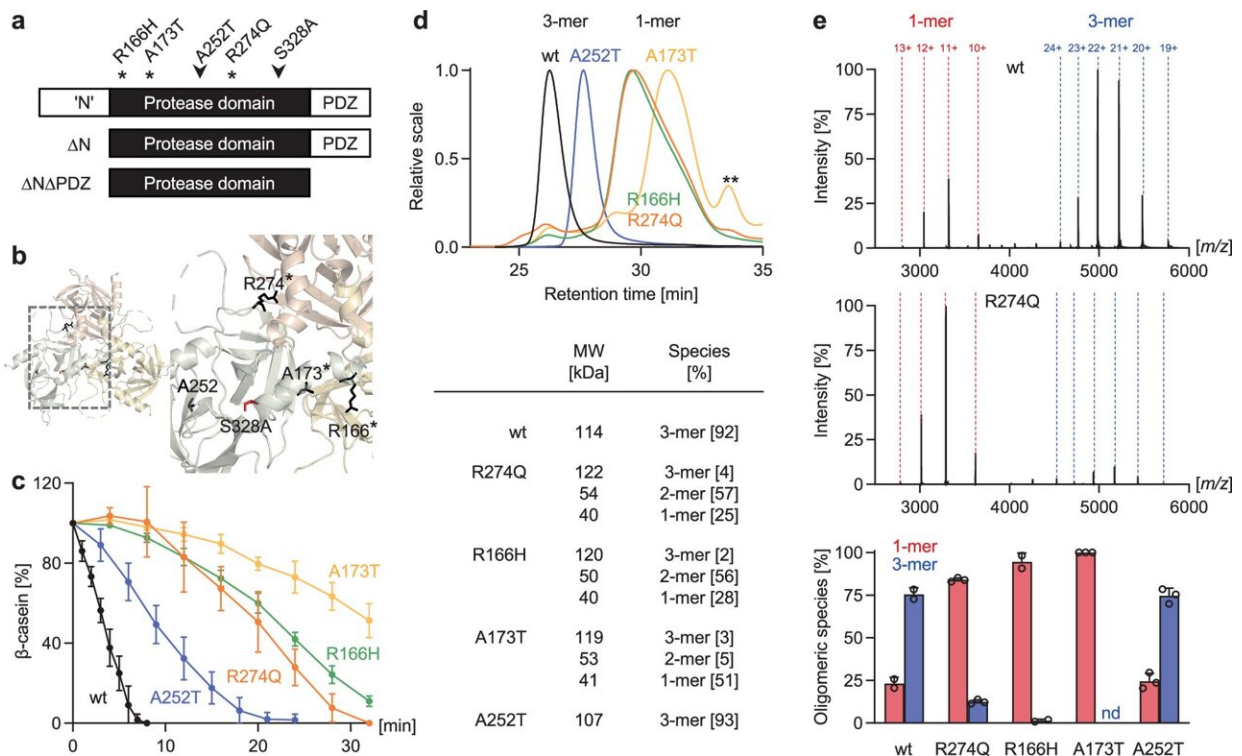 a
R166H
A173T
A252T
R274Q
S328A
* * *
'N' Protease domain PDZ
ΔN Protease domain PDZ
ΔNΔPDZ Protease domain
b
R274*
A252
A173*
S328A
R166*
c
β-casein [%]
120
80
40
0
0 10 20 30 [min]
wt
A252T
R274Q
R166H
A173T
d
3-mer 1-mer
wt A252T A173T
R166H
R274Q
**
Relative scale
1.0
0.5
0.0
25 30 35
Retention time [min]
MW Species
[kDa] [%]
wt 114 3-mer [92]
R274Q 122 3-mer [4]
54 2-mer [57]
40 1-mer [25]
R166H 120 3-mer [2]
50 2-mer [56]
40 1-mer [28]
A173T 119 3-mer [3]
53 2-mer [5]
41 1-mer [51]
A252T 107 3-mer [93]
e
1-mer 3-mer
13+ 12+ 11+ 10+ 24+ 23+ 22+ 21+ 20+ 19+
wt
Intensity [%]
100
75
50
25
0
3000 4000 5000 6000 [m/z]
R274Q
Intensity [%]
100
75
50
25
0
3000 4000 5000 6000 [m/z]
1-mer
3-mer
Oligomeric species [%]
100
75
50
25
0
nd
wt R274Q R166H A173T A252T